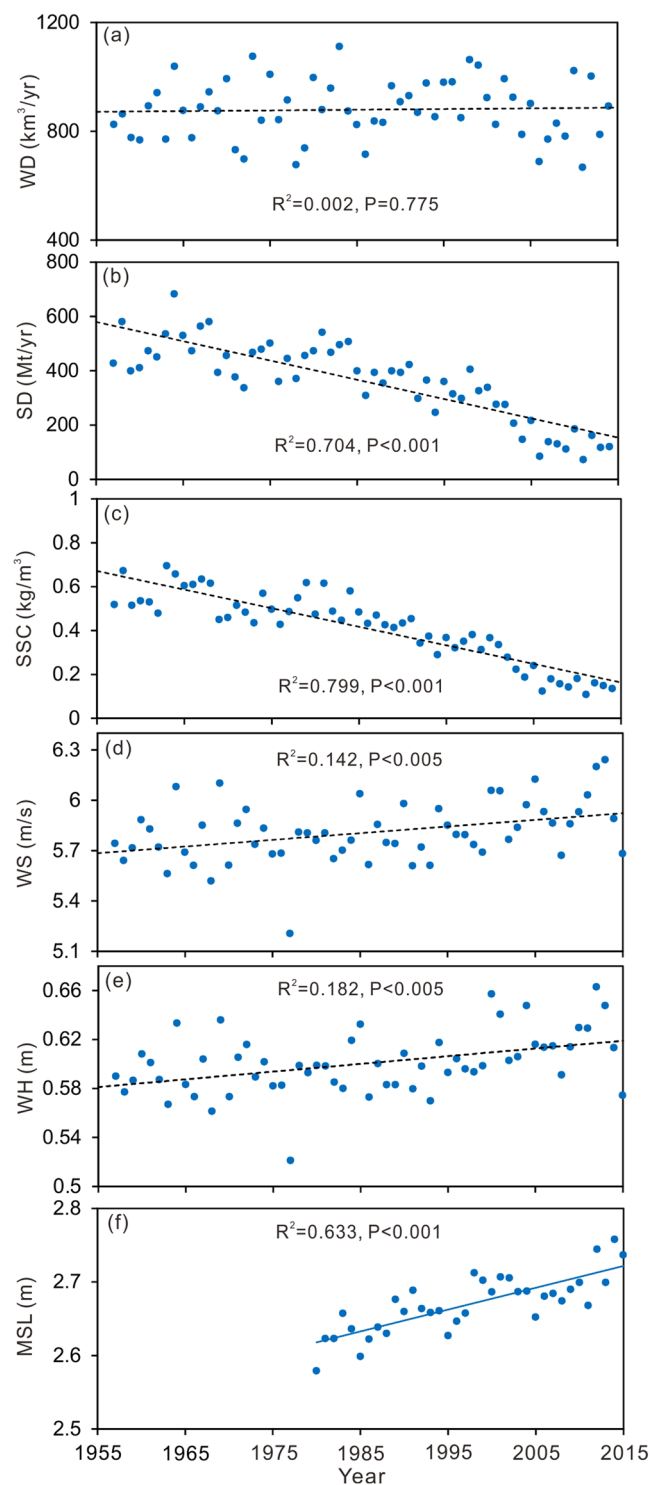 (a)
1200
800
400
WD (km³/yr)
R²=0.002, P=0.775
(b)
800
600
400
200
0
SD (Mt/yr)
R²=0.704, P<0.001
(c)
1
0.8
0.6
0.4
0.2
0
SSC (kg/m³)
R²=0.799, P<0.001
(d)
6.3
6
5.7
5.4
5.1
WS (m/s)
R²=0.142, P<0.005
(e)
0.66
0.62
0.58
0.54
0.5
WH (m)
R²=0.182, P<0.005
(f)
2.8
2.7
2.6
2.5
MSL (m)
R²=0.633, P<0.001
1955 1965 1975 1985 1995 2005 2015
Year